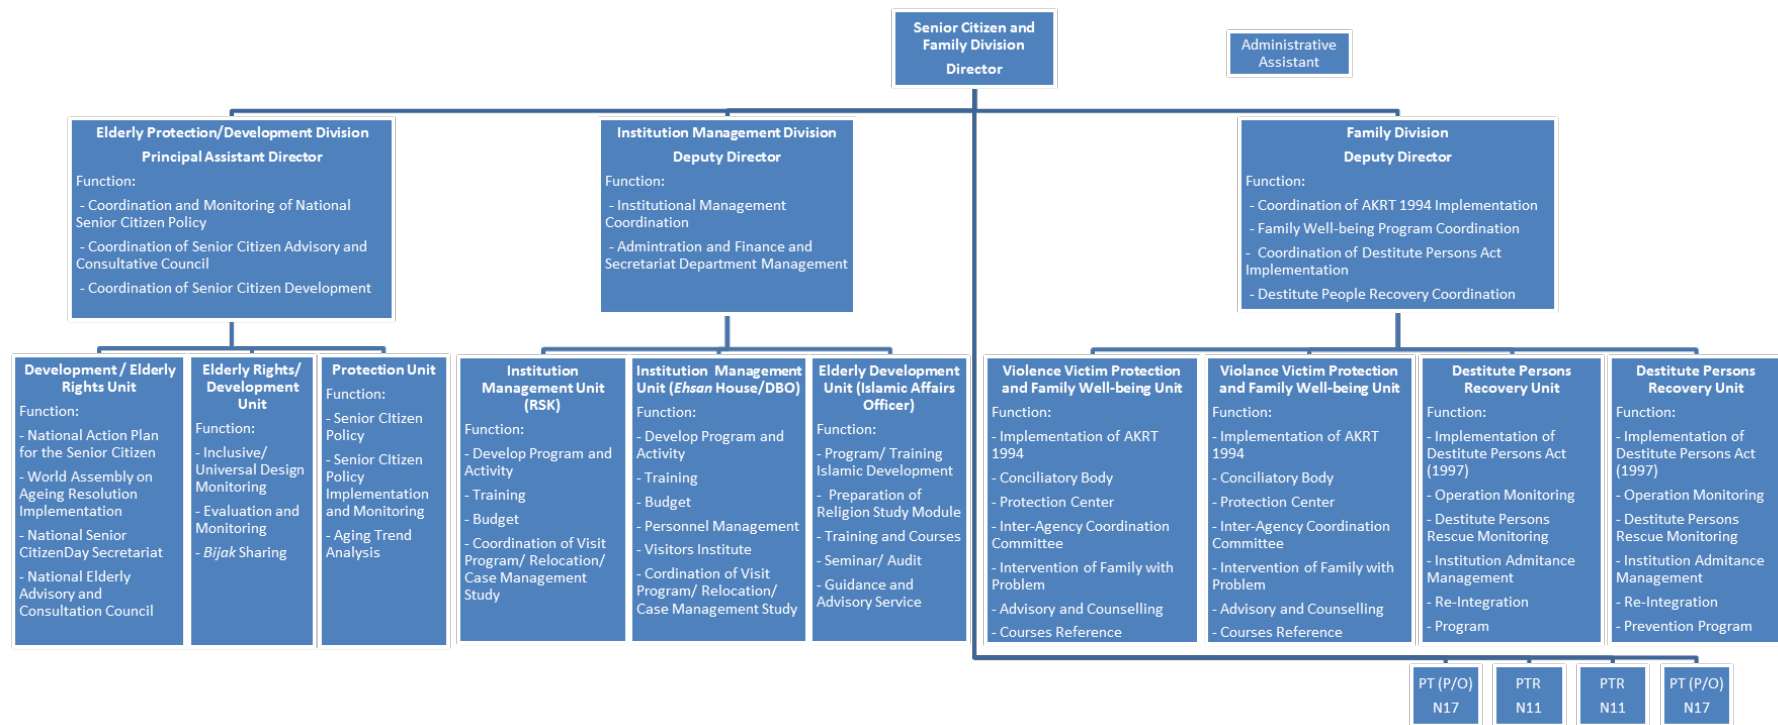 Senior Citizen and
Family Division
Director
Administrative
Assistant
Elderly Protection/Development Division
Principal Assistant Director
Function:
- Coordination and Monitoring of National
Senior Citizen Policy
- Coordination of Senior Citizen Advisory and
Consultative Council
- Coordination of Senior Citizen Development
Institution Management Division
Deputy Director
Function:
- Institutional Management
Coordination
- Admintration and Finance and
Secretariat Department Management
Family Division
Deputy Director
Function:
- Coordination of AKRT 1994 Implementation
- Family Well-being Program Coordination
- Coordination of Destitute Persons Act
Implementation
- Destitute People Recovery Coordination
Development / Elderly
Rights Unit
Function:
- National Action Plan
for the Senior Citizen
- World Assembly on
Ageing Resolution
Implementation
- National Senior
CitizenDay Secretariat
- National Elderly
Advisory and
Consultation Council
Elderly Rights/
Development
Unit
Function:
- Inclusive/
Universal Design
Monitoring
- Evaluation and
Monitoring
- Bijak Sharing
Protection Unit
Function:
- Senior CItizen
Policy
- Senior CItizen
Policy
Implementation
and Monitoring
- Aging Trend
Analysis
Institution
Management Unit
(RSK)
Function:
- Develop Program and
Activity
- Training
- Budget
- Coordination of Visit
Program/ Relocation/
Case Management
Study
Institution Management
Unit (Ehsan House/DBO)
Function:
- Develop Program and
Activity
- Training
- Budget
- Personnel Management
- Visitors Institute
- Cordination of Visit
Program/ Relocation/
Case Management Study
Elderly Development
Unit (Islamic Affairs
Officer)
Function:
- Program/ Training
Islamic Development
- Preparation of
Religion Study Module
- Training and Courses
- Seminar/ Audit
- Guidance and
Advisory Service
Violence Victim Protection
and Family Well-being Unit
Function:
- Implementation of AKRT
1994
- Conciliatory Body
- Protection Center
- Inter-Agency Coordination
Committee
- Intervention of Family with
Problem
- Advisory and Counselling
- Courses Reference
Violance Victim Protection
and Family Well-being Unit
Function:
- Implementation of AKRT
1994
- Conciliatory Body
- Protection Center
- Inter-Agency Coordination
Committee
- Intervention of Family with
Problem
- Advisory and Counselling
- Courses Reference
Destitute Persons
Recovery Unit
Function:
- Implementation of
Destitute Persons Act
(1997)
- Operation Monitoring
- Destitute Persons
Rescue Monitoring
- Institution Admitance
Management
- Re-Integration
- Program
Destitute Persons
Recovery Unit
Function:
- Implementation of
Destitute Persons Act
(1997)
- Operation Monitoring
- Destitute Persons
Rescue Monitoring
- Institution Admitance
Management
- Re-Integration
- Prevention Program
PT (P/O)
N17
PTR
N11
PTR
N11
PT (P/O)
N17